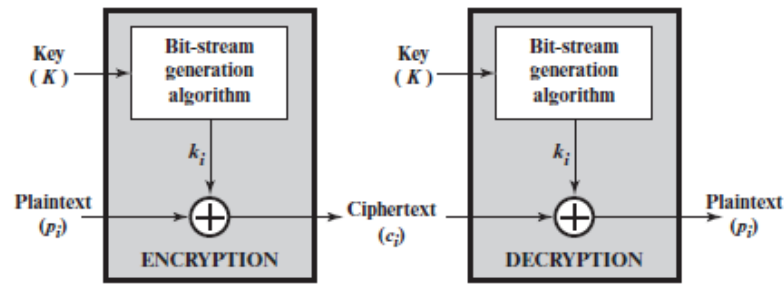 Key
(K)
Bit-stream
generation
algorithm
k_i
Plaintext
(p_i)
ENCRYPTION
Ciphertext
(c_i)
Key
(K)
Bit-stream
generation
algorithm
k_i
DECRYPTION
Plaintext
(p_i)